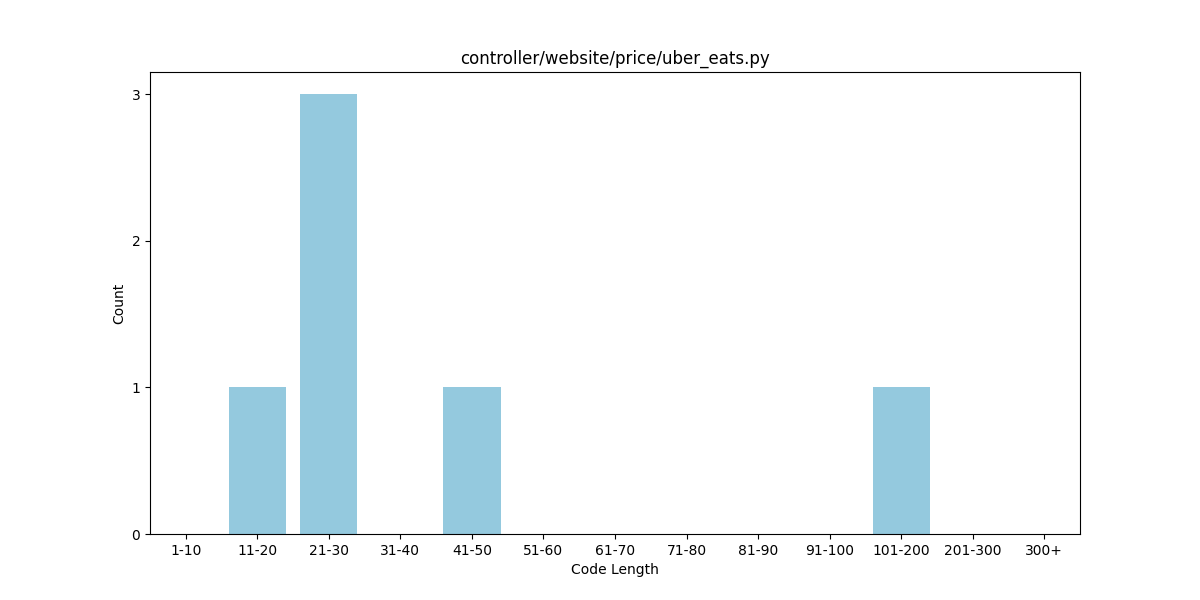 controller/website/price/uber_eats.py
3
2
1
0
Count
1-10 11-20 21-30 31-40 41-50 51-60 61-70 71-80 81-90 91-100 101-200 201-300 300+
Code Length